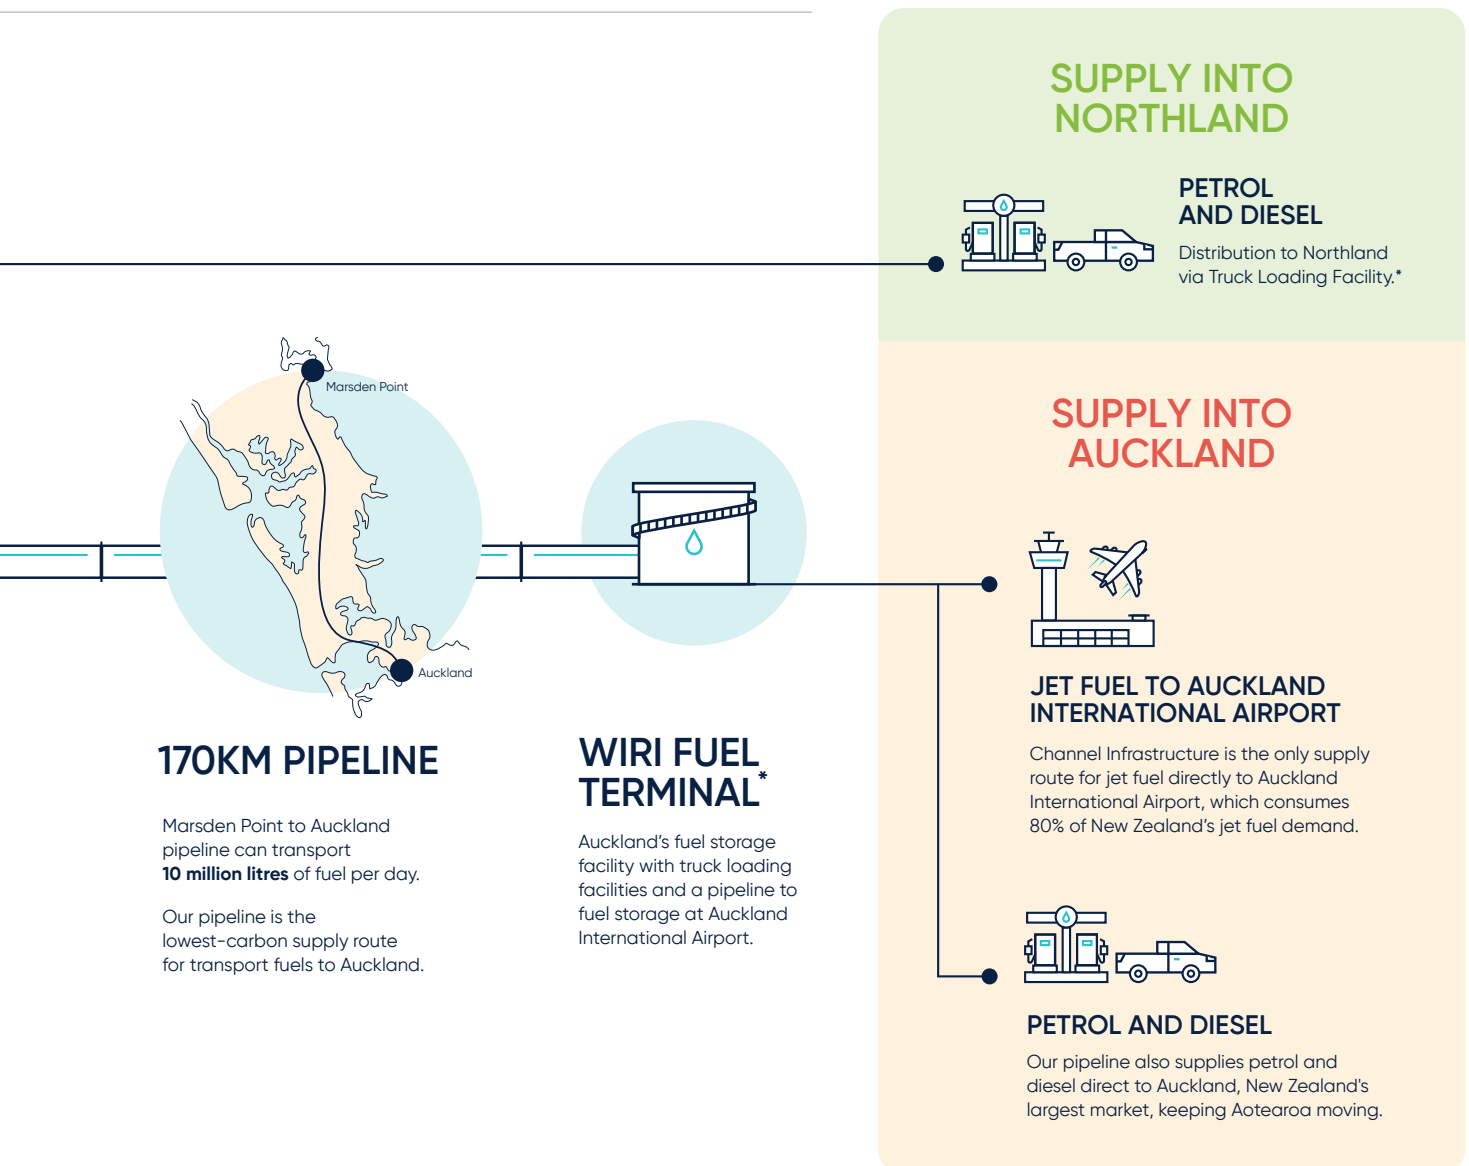 SUPPLY INTO
NORTHLAND
PETROL
AND DIESEL
Distribution to Northland
via Truck Loading Facility.*
Marsden Point
Auckland
170KM PIPELINE
Marsden Point to Auckland
pipeline can transport
10 million litres of fuel per day.
Our pipeline is the
lowest-carbon supply route
for transport fuels to Auckland.
WIRI FUEL
TERMINAL*
Auckland's fuel storage
facility with truck loading
facilities and a pipeline to
fuel storage at Auckland
International Airport.
SUPPLY INTO
AUCKLAND
JET FUEL TO AUCKLAND
INTERNATIONAL AIRPORT
Channel Infrastructure is the only supply
route for jet fuel directly to Auckland
International Airport, which consumes
80% of New Zealand's jet fuel demand.
PETROL AND DIESEL
Our pipeline also supplies petrol and
diesel direct to Auckland, New Zealand's
largest market, keeping Aotearoa moving.